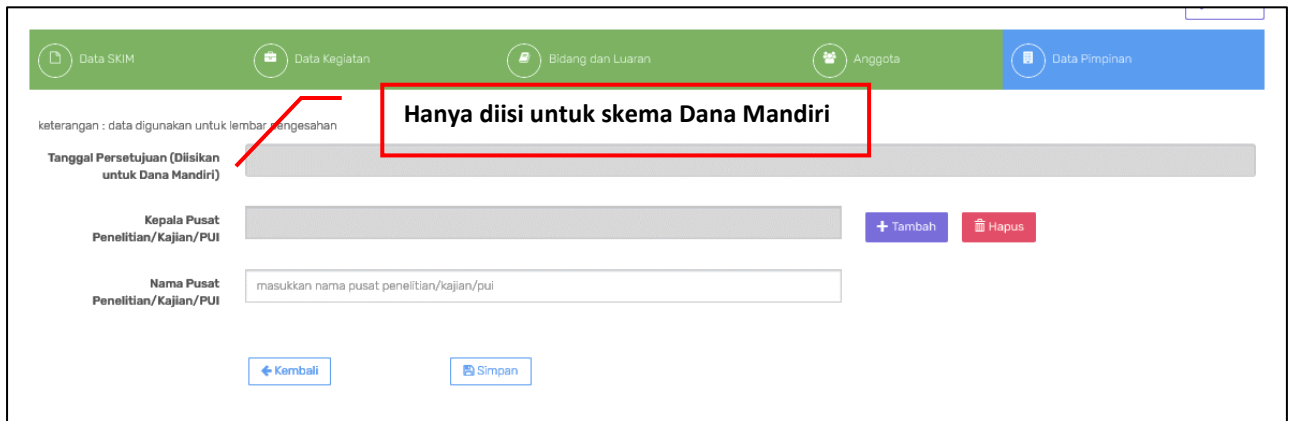 Data SKIM
Data Kegiatan
Bidang dan Luaran
Anggota
Data Pimpinan
Hanya diisi untuk skema Dana Mandiri
keterangan : data digunakan untuk lembar pengesahan
Tanggal Persetujuan (Diisikan
untuk Dana Mandiri)
Kepala Pusat
Penelitian/Kajian/PUI
Tambah
Hapus
Nama Pusat
Penelitian/Kajian/PUI
masukkan nama pusat penelitian/kajian/pui
Kembali
Simpan